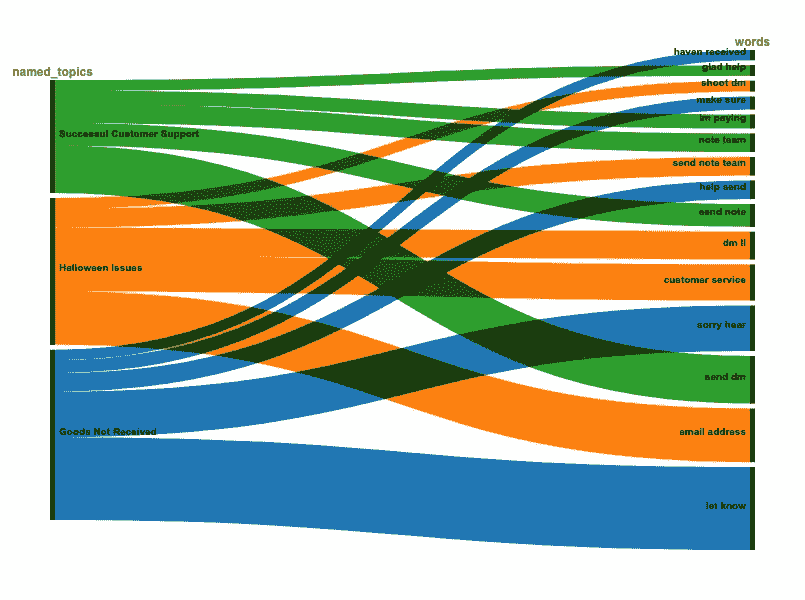 words
named_topics
haven received
glad help
shoot dm
make sure
im paying
note team
send note team
help send
send note
dm ll
customer service
sorry hear
send dm
email address
let know
Successul Customer Support
Halloween Issues
Goods Not Received